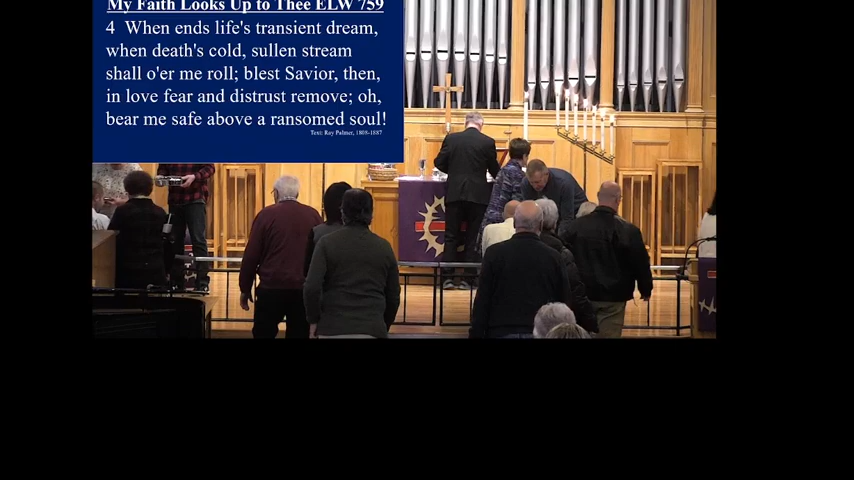 My Faith Looks Up to Thee ELW 759
4 When ends life's transient dream,
when death's cold, sullen stream
shall o'er me roll; blest Savior, then,
in love fear and distrust remove; oh,
bear me safe above a ransomed soul!
Text: Ray Palmer, 1808-1887